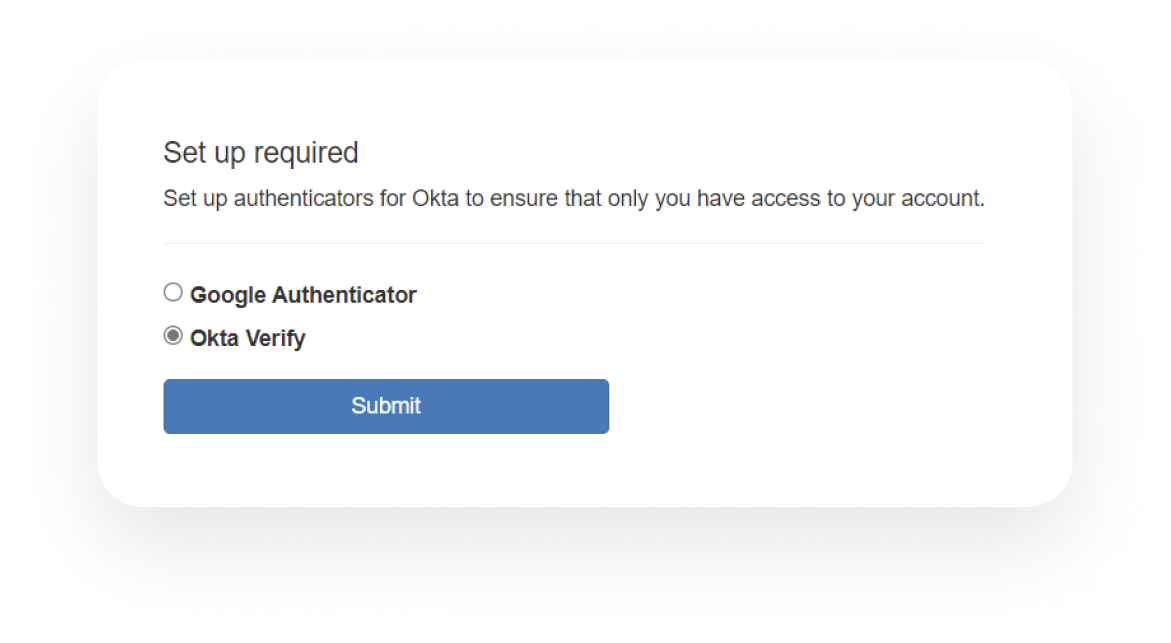 Set up required
Set up authenticators for Okta to ensure that only you have access to your account.
Google Authenticator
Okta Verify
Submit